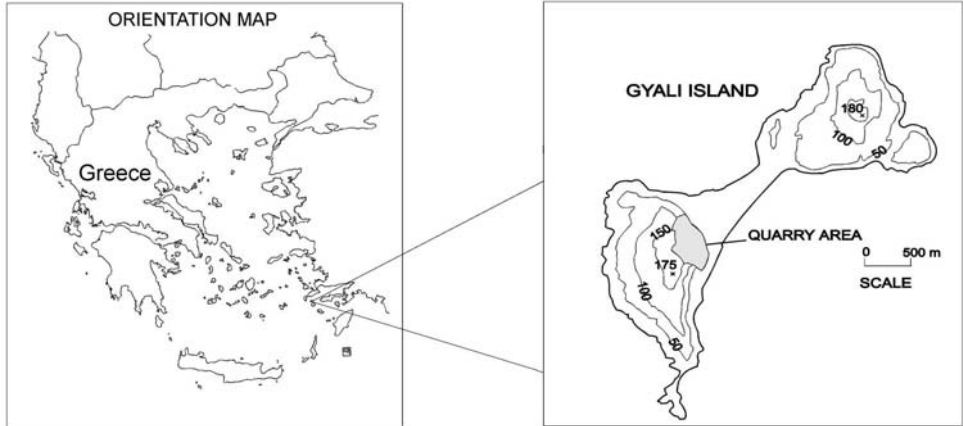 ORIENTATION MAP
Greece
GYALI ISLAND
180
100
50
150
QUARRY AREA
175
0 500 m
SCALE
100
50